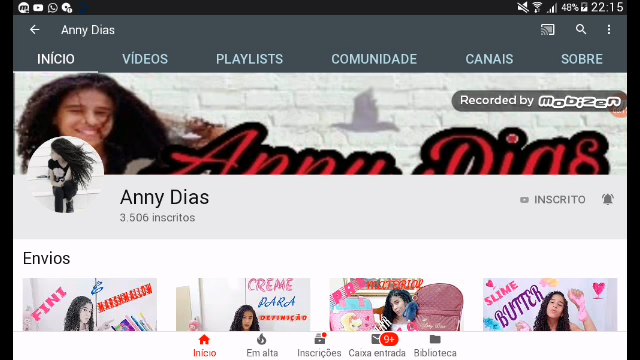 48% 22:15
Anny Dias
INÍCIO VÍDEOS PLAYLISTS COMUNIDADE CANAIS SOBRE
Recorded by MOBIZEN
Anny Dias
Anny Dias
3.506 inscritos
INSCRITO
Envios
FINI & MARSHMALLOW
CREME PARA DEFINIÇÃO
MATERIAL
SLIME BUTTER
9+
Início Em alta Inscrições Caixa entrada Biblioteca